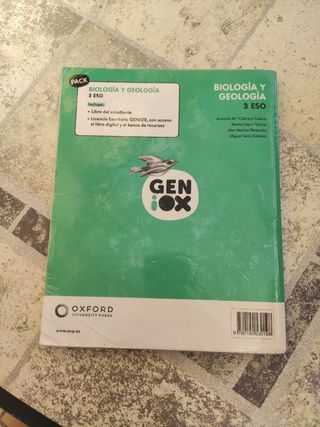 PACK
BIOLOGÍA Y GEOLOGÍA
3 ESO
Incluye:
• Libro del estudiante
• Licencia Escritorio GENiOX, con acceso
al libro digital y al banco de recursos
BIOLOGÍA Y
GEOLOGÍA
3 ESO
Antonio M.ª Cabrera Calero
María López García
Mar Merino Redondo
Miguel Sanz Esteban
GEN
iOX
OXFORD
UNIVERSITY PRESS
www.oup.es